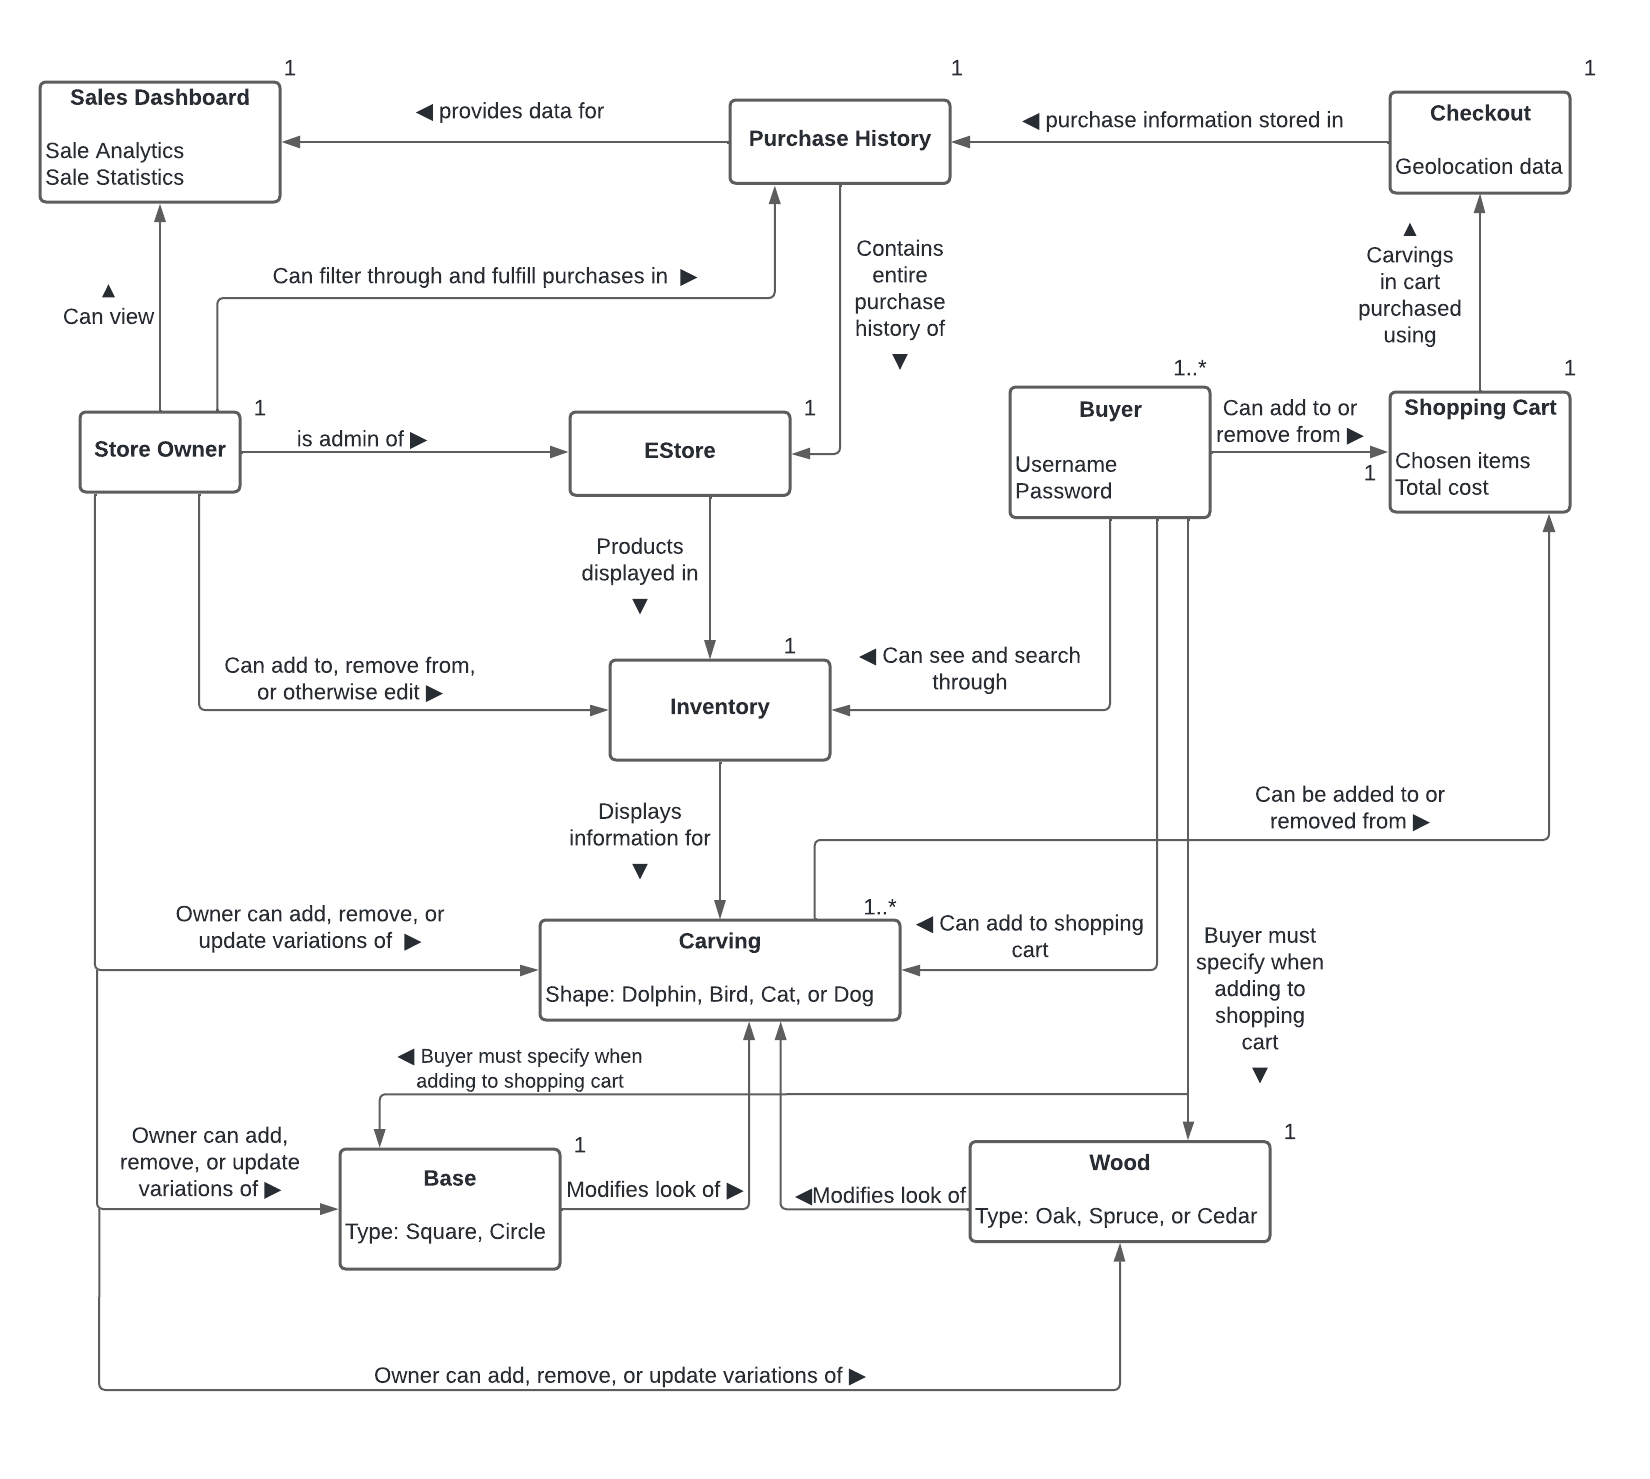 1
1
1
Sales Dashboard
Sale Analytics
Sale Statistics
◀ provides data for
Purchase History
◀ purchase information stored in
Checkout
Geolocation data
▲
Can view
Can filter through and fulfill purchases in ▶
Contains
entire
purchase
history of
▼
▲
Carvings
in cart
purchased
using
1
Store Owner
is admin of ▶
1
EStore
1..*
Buyer
Username
Password
Can add to or
remove from ▶
1
1
Shopping Cart
Chosen items
Total cost
Products
displayed in
▼
Can add to, remove from,
or otherwise edit ▶
1
Inventory
◀ Can see and search
through
Displays
information for
▼
Can be added to or
removed from ▶
Owner can add, remove, or
update variations of ▶
1..*
Carving
Shape: Dolphin, Bird, Cat, or Dog
◀ Can add to shopping
cart
Buyer must
specify when
adding to
shopping
cart
▼
◀ Buyer must specify when
adding to shopping cart
Owner can add,
remove, or update
variations of ▶
1
Base
Type: Square, Circle
Modifies look of ▶
◀Modifies look of
1
Wood
Type: Oak, Spruce, or Cedar
Owner can add, remove, or update variations of ▶